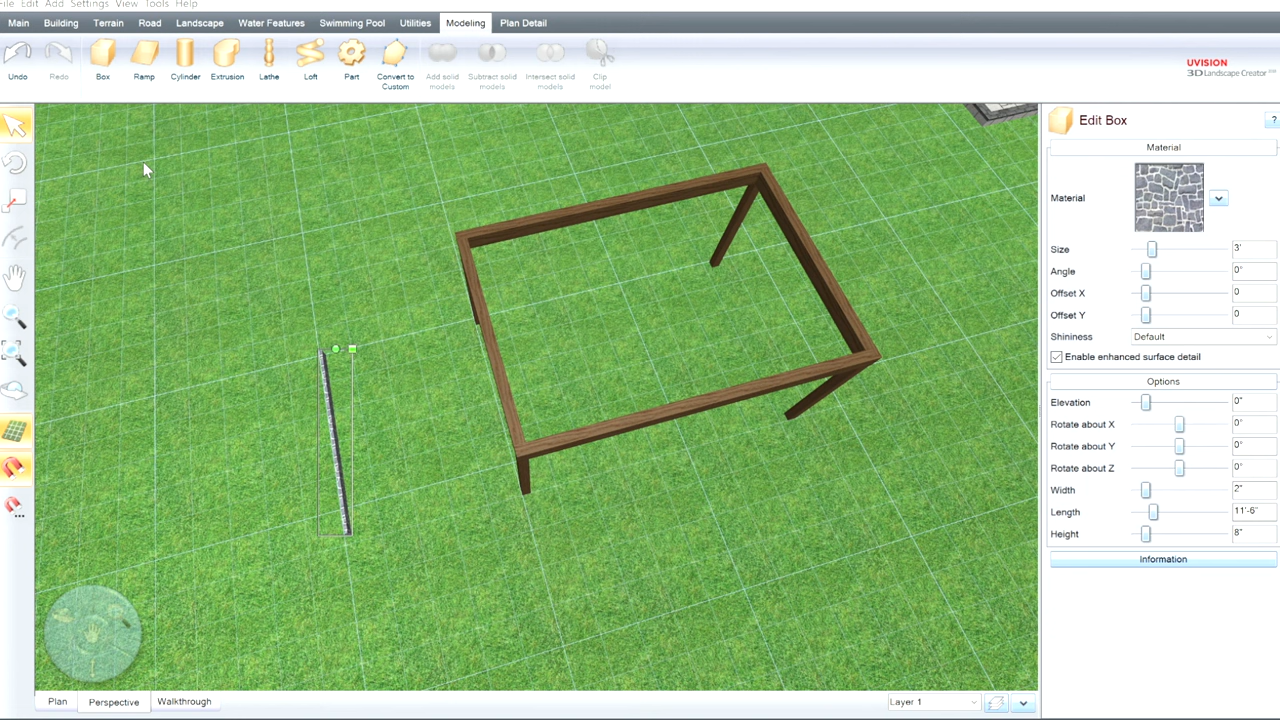 File Edit Add Settings View Tools Help
Main Building Terrain Road Landscape Water Features Swimming Pool Utilities Modeling Plan Detail
Undo Redo Box Ramp Cylinder Extrusion Lathe Loft Part Convert to Custom Add solid models Subtract solid models Intersect solid models Clip model
UVISION
3D Landscape Creator
Edit Box
?
Material
Material
Size 3'
Angle 0°
Offset X 0
Offset Y 0
Shininess Default
Enable enhanced surface detail
Options
Elevation 0"
Rotate about X 0°
Rotate about Y 0°
Rotate about Z 0°
Width 2"
Length 11'-6"
Height 8"
Information
Plan Perspective Walkthrough
Layer 1